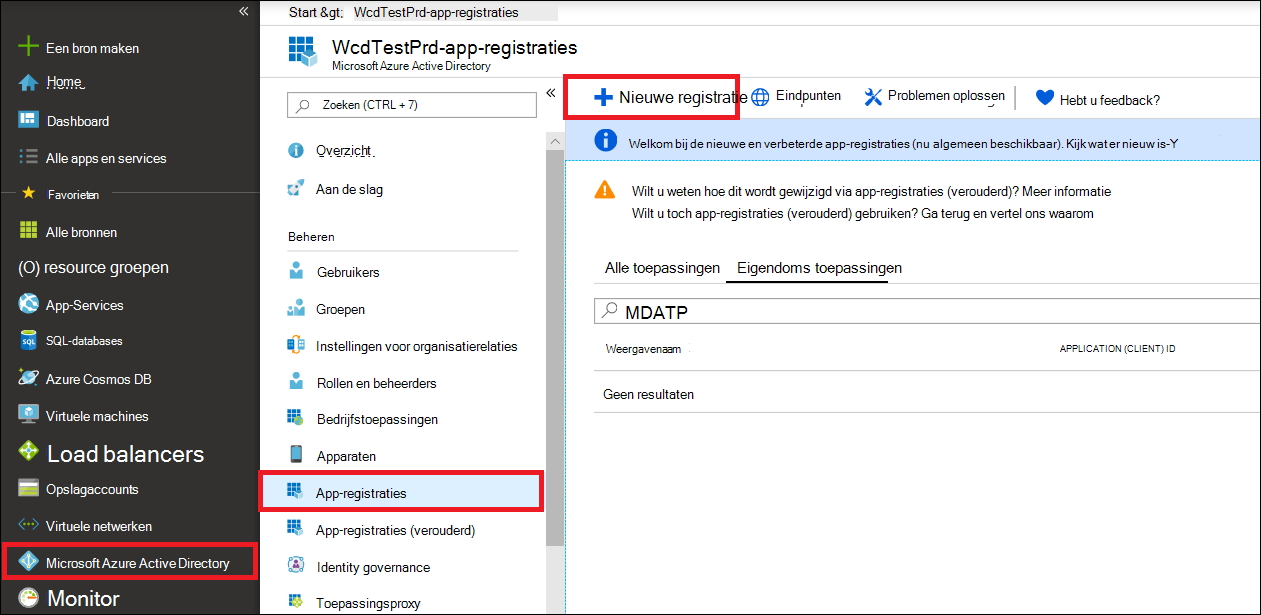 Een bron maken
Home
Dashboard
Alle apps en services
Favorieten
Alle bronnen
(O) resource groepen
App-Services
SQL-databases
Azure Cosmos DB
Virtuele machines
Load balancers
Opslagaccounts
Virtuele netwerken
Microsoft Azure Active Directory
Monitor
Start &gt; WcdTestPrd-app-registraties
WcdTestPrd-app-registraties
Microsoft Azure Active Directory
Zoeken (CTRL + 7)
Overzicht
Aan de slag
Beheren
Gebruikers
Groepen
Instellingen voor organisatierelaties
Rollen en beheerders
Bedrijfstoepassingen
Apparaten
App-registraties
App-registraties (verouderd)
Identity governance
Toepassingsproxy
Nieuwe registratie Eindpunten Problemen oplossen Hebt u feedback?
Welkom bij de nieuwe en verbeterde app-registraties (nu algemeen beschikbaar). Kijk water nieuw is-Y
Wilt u weten hoe dit wordt gewijzigd via app-registraties (verouderd)? Meer informatie
Wilt u toch app-registraties (verouderd) gebruiken? Ga terug en vertel ons waarom
Alle toepassingen Eigendoms toepassingen
MDATP
Weergavenaam APPLICATION (CLIENT) ID
Geen resultaten